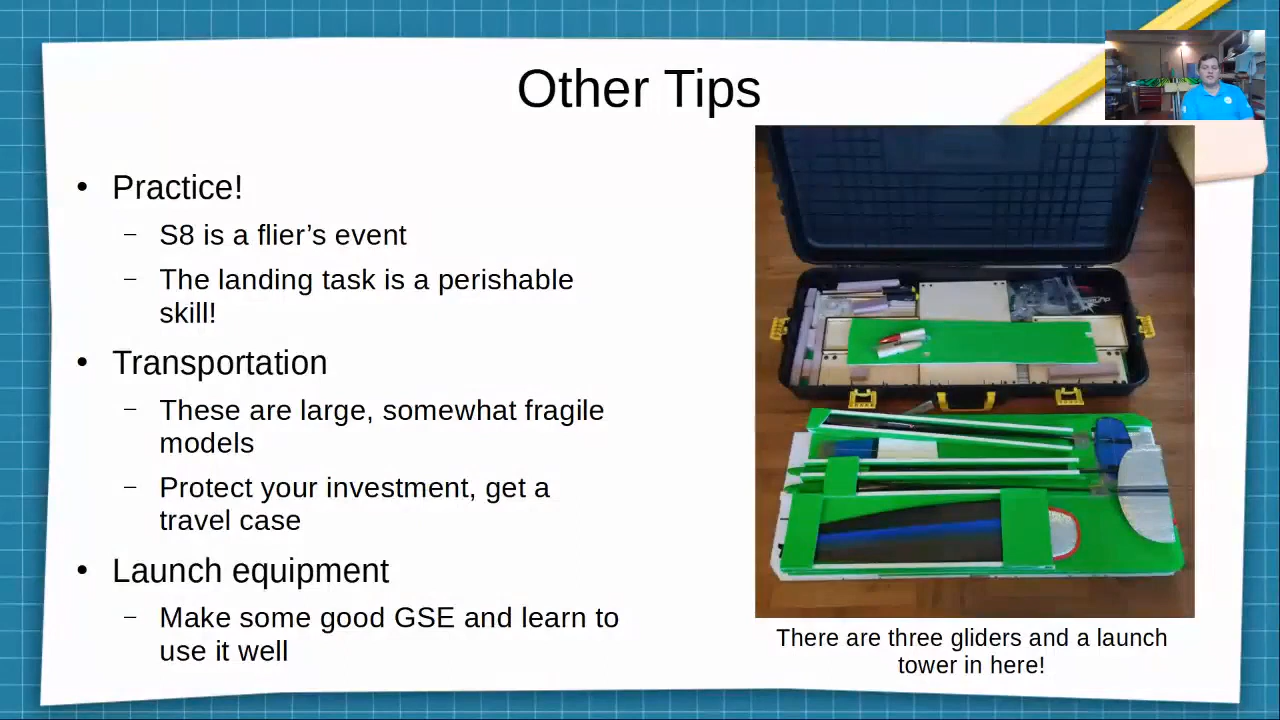 Other Tips
• Practice!
– S8 is a flier’s event
– The landing task is a perishable
skill!
• Transportation
– These are large, somewhat fragile
models
– Protect your investment, get a
travel case
• Launch equipment
– Make some good GSE and learn to
use it well
There are three gliders and a launch
tower in here!